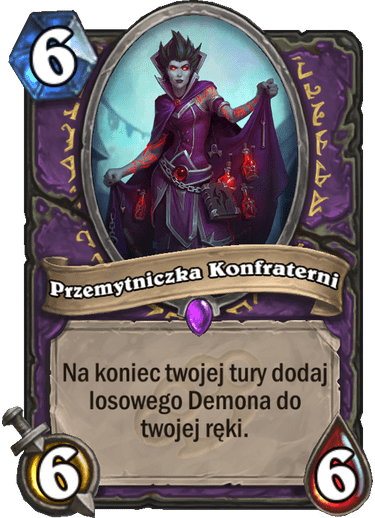 6
Przemytniczka Konfraterni
Na koniec twojej tury dodaj
losowego Demona do
twojej ręki.
6
6